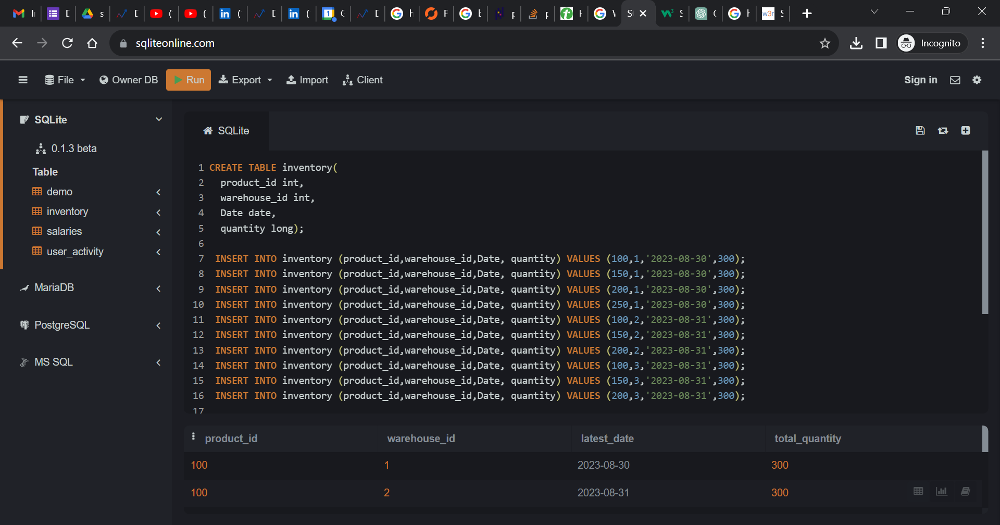 sqliteonline.com
Incognito
File
Owner DB
Run
Export
Import
Client
Sign in
SQLite
0.1.3 beta
Table
demo
inventory
salaries
user_activity
MariaDB
PostgreSQL
MS SQL
SQLite
1 CREATE TABLE inventory(
2 product_id int,
3 warehouse_id int,
4 Date date,
5 quantity long);
6
7 INSERT INTO inventory (product_id,warehouse_id,Date, quantity) VALUES (100,1,'2023-08-30',300);
8 INSERT INTO inventory (product_id,warehouse_id,Date, quantity) VALUES (150,1,'2023-08-30',300);
9 INSERT INTO inventory (product_id,warehouse_id,Date, quantity) VALUES (200,1,'2023-08-30',300);
10 INSERT INTO inventory (product_id,warehouse_id,Date, quantity) VALUES (250,1,'2023-08-30',300);
11 INSERT INTO inventory (product_id,warehouse_id,Date, quantity) VALUES (100,2,'2023-08-31',300);
12 INSERT INTO inventory (product_id,warehouse_id,Date, quantity) VALUES (150,2,'2023-08-31',300);
13 INSERT INTO inventory (product_id,warehouse_id,Date, quantity) VALUES (200,2,'2023-08-31',300);
14 INSERT INTO inventory (product_id,warehouse_id,Date, quantity) VALUES (100,3,'2023-08-31',300);
15 INSERT INTO inventory (product_id,warehouse_id,Date, quantity) VALUES (150,3,'2023-08-31',300);
16 INSERT INTO inventory (product_id,warehouse_id,Date, quantity) VALUES (200,3,'2023-08-31',300);
17
product_id warehouse_id latest_date total_quantity
100 1 2023-08-30 300
100 2 2023-08-31 300